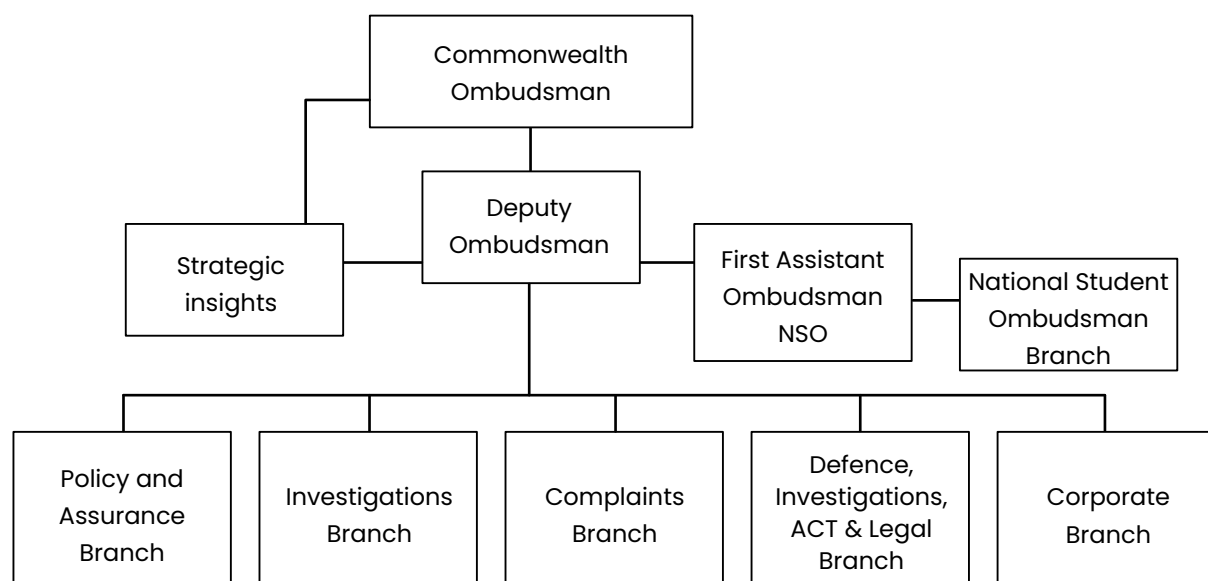 Commonwealth
Ombudsman
Deputy
Ombudsman
Strategic
insights
First Assistant
Ombudsman
NSO
National Student
Ombudsman
Branch
Policy and
Assurance
Branch
Investigations
Branch
Complaints
Branch
Defence,
Investigations,
ACT & Legal
Branch
Corporate
Branch